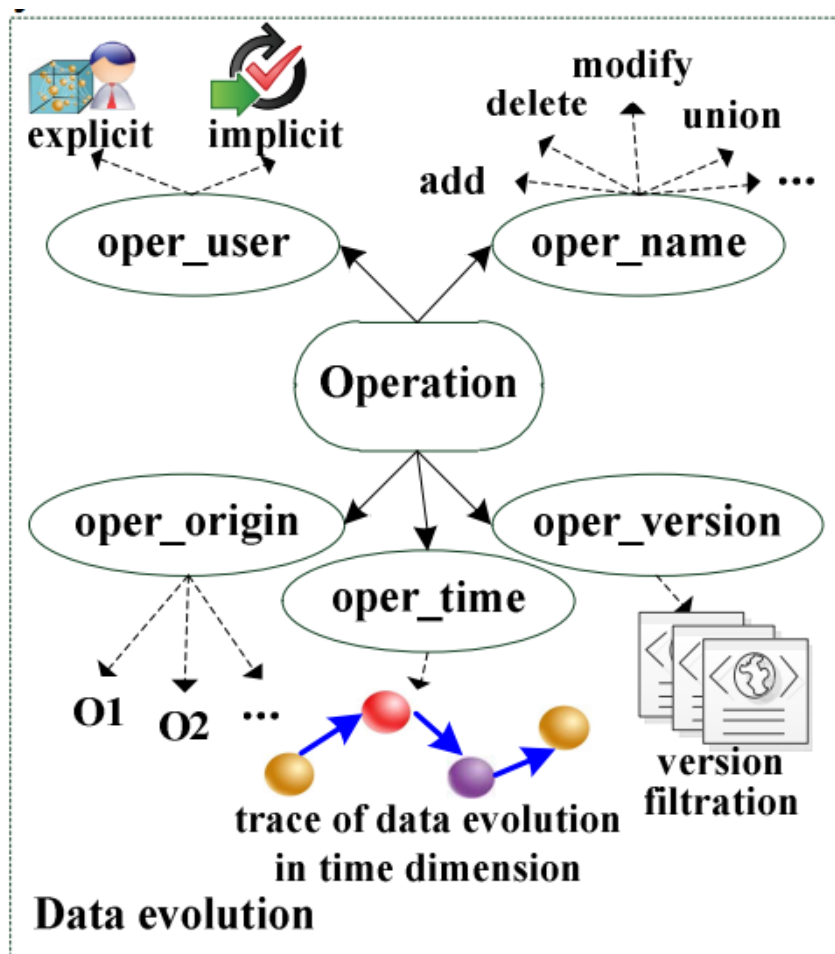 modify
explicit
implicit
delete
union
add
...
oper_user
oper_name
Operation
oper_origin
oper_version
oper_time
O1
O2
...
version
filtration
trace of data evolution
in time dimension
Data evolution